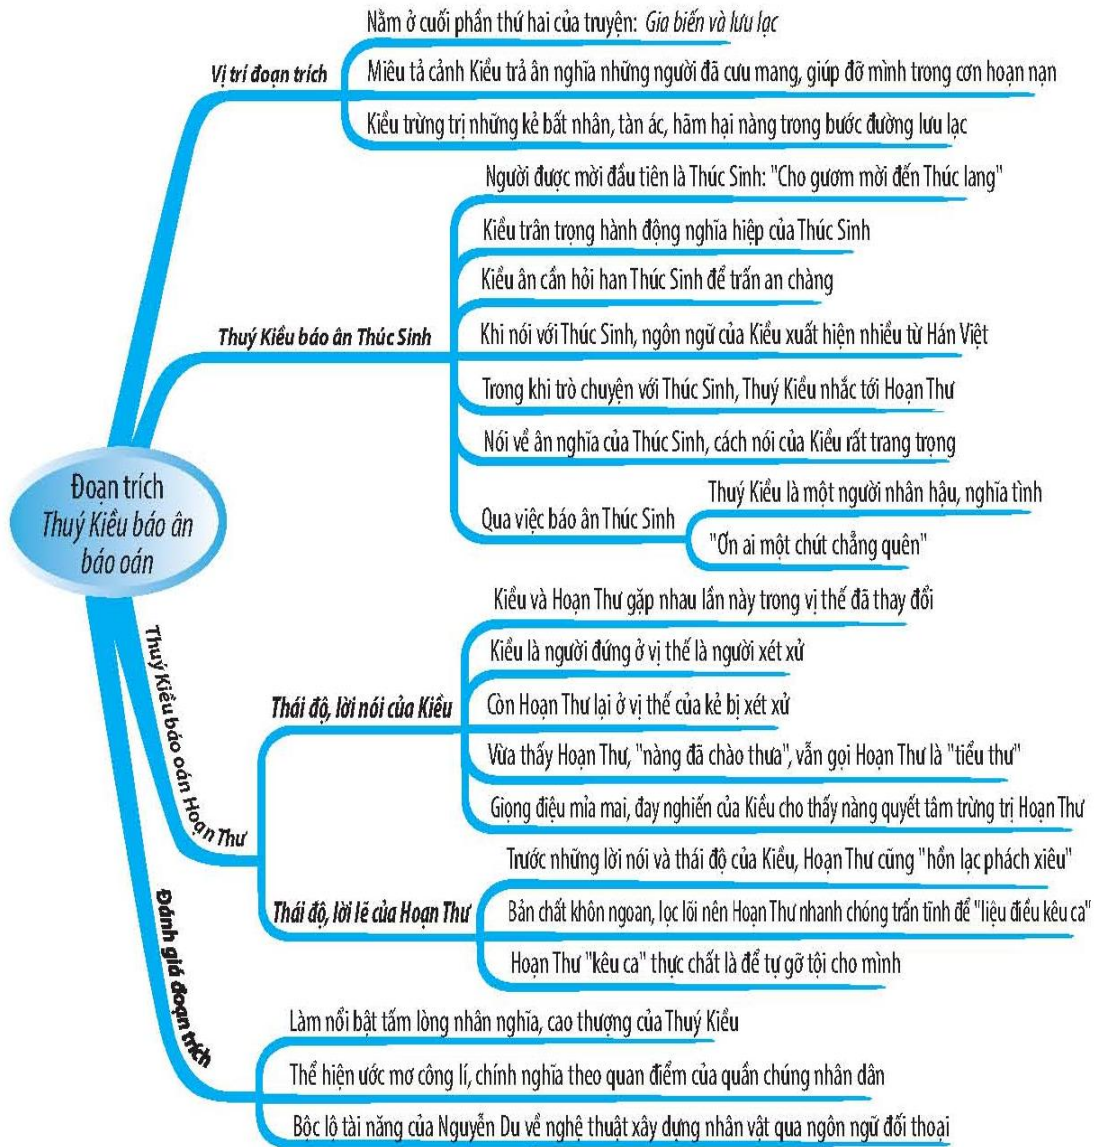 Đoạn trích
Thuý Kiều báo ân
báo oán
Vị trí đoạn trích
Nằm ở cuối phần thứ hai của truyện: Gia biến và lưu lạc
Miêu tả cảnh Kiều trả ân nghĩa những người đã cưu mang, giúp đỡ mình trong cơn hoạn nạn
Kiều trừng trị những kẻ bất nhân, tàn ác, hãm hại nàng trong bước đường lưu lạc
Thuý Kiều báo ân Thúc Sinh
Người được mời đầu tiên là Thúc Sinh: "Cho gươm mời đến Thúc lang"
Kiều trân trọng hành động nghĩa hiệp của Thúc Sinh
Kiều ân cần hỏi han Thúc Sinh để trấn an chàng
Khi nói với Thúc Sinh, ngôn ngữ của Kiều xuất hiện nhiều từ Hán Việt
Trong khi trò chuyện với Thúc Sinh, Thuý Kiều nhắc tới Hoạn Thư
Nói về ân nghĩa của Thúc Sinh, cách nói của Kiều rất trang trọng
Qua việc báo ân Thúc Sinh
Thuý Kiều là một người nhân hậu, nghĩa tình
"Ơn ai một chút chẳng quên"
Thuý Kiều báo oán Hoạn Thư
Thái độ, lời nói của Kiều
Kiều và Hoạn Thư gặp nhau lần này trong vị thế đã thay đổi
Kiều là người đứng ở vị thế là người xét xử
Còn Hoạn Thư lại ở vị thế của kẻ bị xét xử
Vừa thấy Hoạn Thư, "nàng đã chào thưa", vẫn gọi Hoạn Thư là "tiểu thư"
Giọng điệu mỉa mai, đay nghiến của Kiều cho thấy nàng quyết tâm trừng trị Hoạn Thư
Thái độ, lời lẽ của Hoạn Thư
Trước những lời nói và thái độ của Kiều, Hoạn Thư cũng "hồn lạc phách xiêu"
Bản chất khôn ngoan, lọc lõi nên Hoạn Thư nhanh chóng trấn tĩnh để "liệu điều kêu ca"
Hoạn Thư "kêu ca" thực chất là để tự gỡ tội cho mình
Đánh giá đoạn trích
Làm nổi bật tấm lòng nhân nghĩa, cao thượng của Thuý Kiều
Thể hiện ước mơ công lí, chính nghĩa theo quan điểm của quần chúng nhân dân
Bộc lộ tài năng của Nguyễn Du về nghệ thuật xây dựng nhân vật qua ngôn ngữ đối thoại